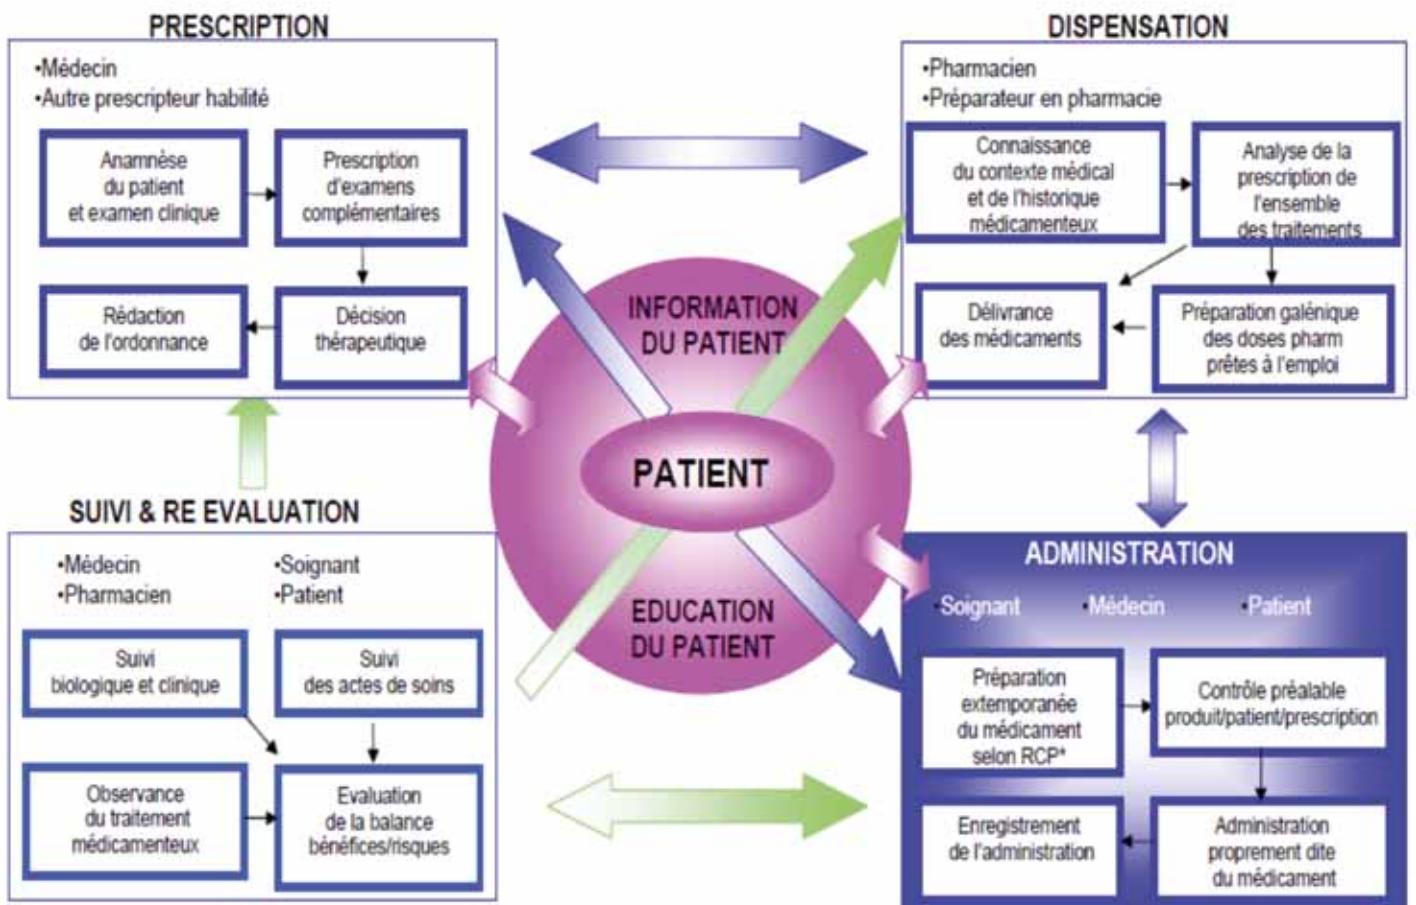 PRESCRIPTION
•Médecin
•Autre prescripteur habilité
Anamnèse
du patient
et examen clinique
Prescription
d'examens
complémentaires
Rédaction
de l'ordonnance
Décision
thérapeutique
DISPENSATION
•Pharmacien
•Préparateur en pharmacie
Connaissance
du contexte médical
et de l'historique
médicamenteux
Analyse de la
prescription de
l'ensemble
des traitements
Délivrance
des médicaments
Préparation galénique
des doses pharm
prêtes à l'emploi
INFORMATION
DU PATIENT
PATIENT
EDUCATION
DU PATIENT
SUIVI & RE EVALUATION
•Médecin
•Pharmacien
•Soignant
•Patient
Suivi
biologique et clinique
Suivi
des actes de soins
Observance
du traitement
médicamenteux
Evaluation
de la balance
bénéfices/risques
ADMINISTRATION
•Soignant
•Médecin
•Patient
Préparation
extemporanée
du médicament
selon RCP*
Contrôle préalable
produit/patient/prescription
Enregistrement
de l'administration
Administration
proprement dite
du médicament